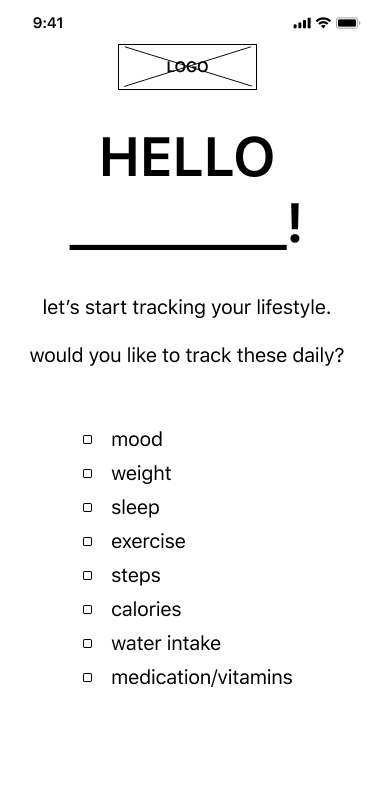 9:41
LOGO
HELLO
____________!
let’s start tracking your lifestyle.
would you like to track these daily?
mood
weight
sleep
exercise
steps
calories
water intake
medication/vitamins